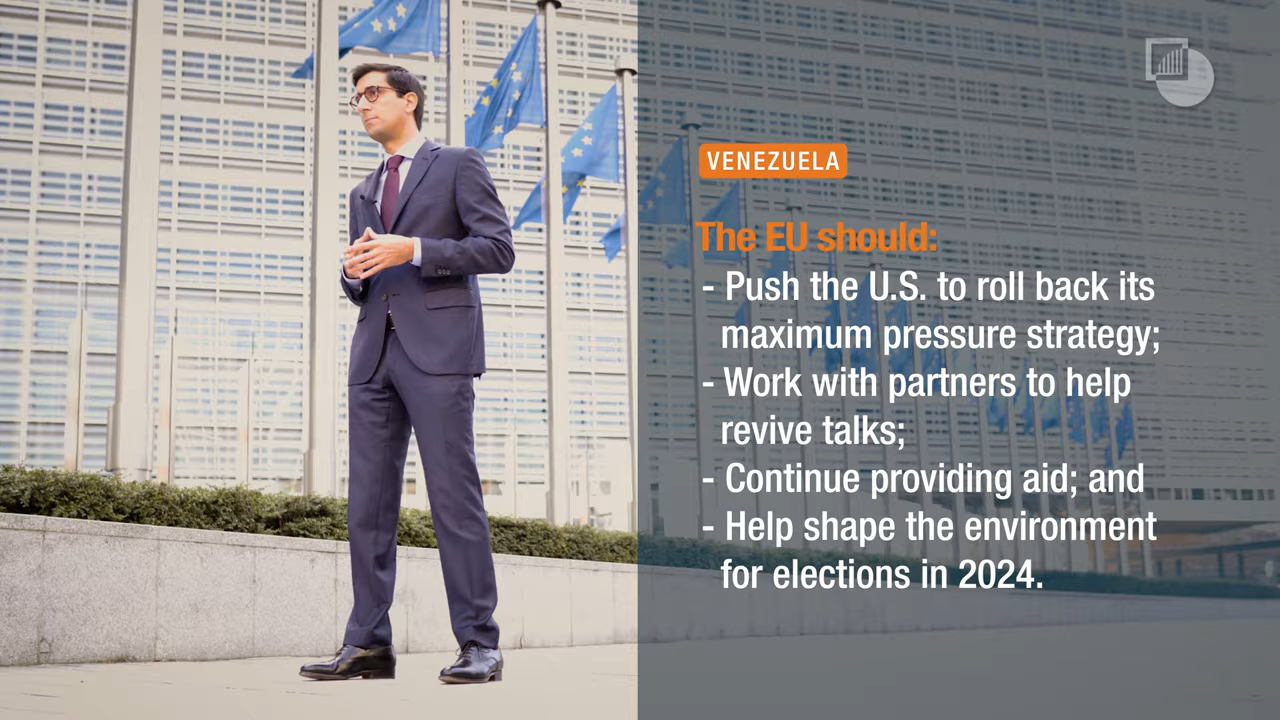 VENEZUELA
The EU should:
- Push the U.S. to roll back its
maximum pressure strategy;
- Work with partners to help
revive talks;
- Continue providing aid; and
- Help shape the environment
for elections in 2024.